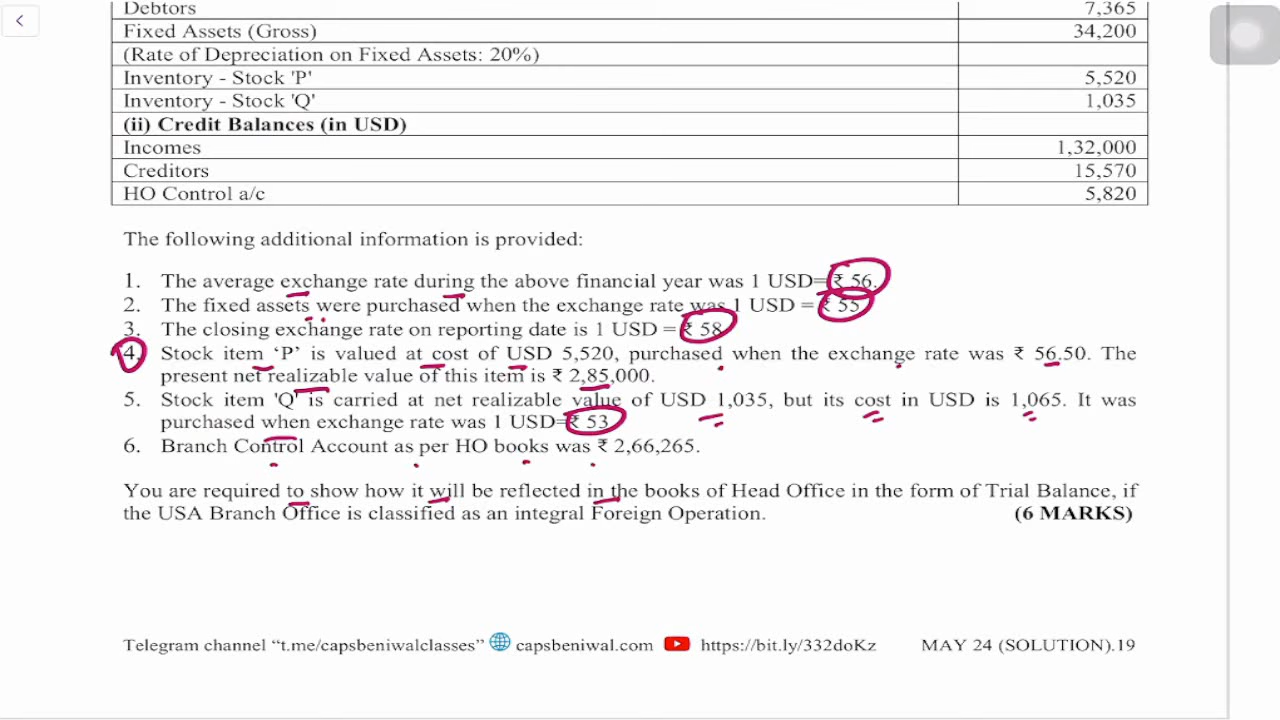 Debtors 7,365
Fixed Assets (Gross) 34,200
(Rate of Depreciation on Fixed Assets: 20%)
Inventory - Stock 'P' 5,520
Inventory - Stock 'Q' 1,035
(ii) Credit Balances (in USD)
Incomes 1,32,000
Creditors 15,570
HO Control a/c 5,820
The following additional information is provided:
1. The average exchange rate during the above financial year was 1 USD= ₹ 56.
2. The fixed assets were purchased when the exchange rate was 1 USD = ₹ 55
3. The closing exchange rate on reporting date is 1 USD = ₹ 58
4. Stock item ‘P’ is valued at cost of USD 5,520, purchased when the exchange rate was ₹ 56.50. The
present net realizable value of this item is ₹ 2,85,000.
5. Stock item 'Q' is carried at net realizable value of USD 1,035, but its cost in USD is 1,065. It was
purchased when exchange rate was 1 USD= ₹ 53
6. Branch Control Account as per HO books was ₹ 2,66,265.
You are required to show how it will be reflected in the books of Head Office in the form of Trial Balance, if
the USA Branch Office is classified as an integral Foreign Operation. (6 MARKS)
Telegram channel “t.me/capsbeniwalclasses” capsbeniwal.com https://bit.ly/332doKz MAY 24 (SOLUTION).19